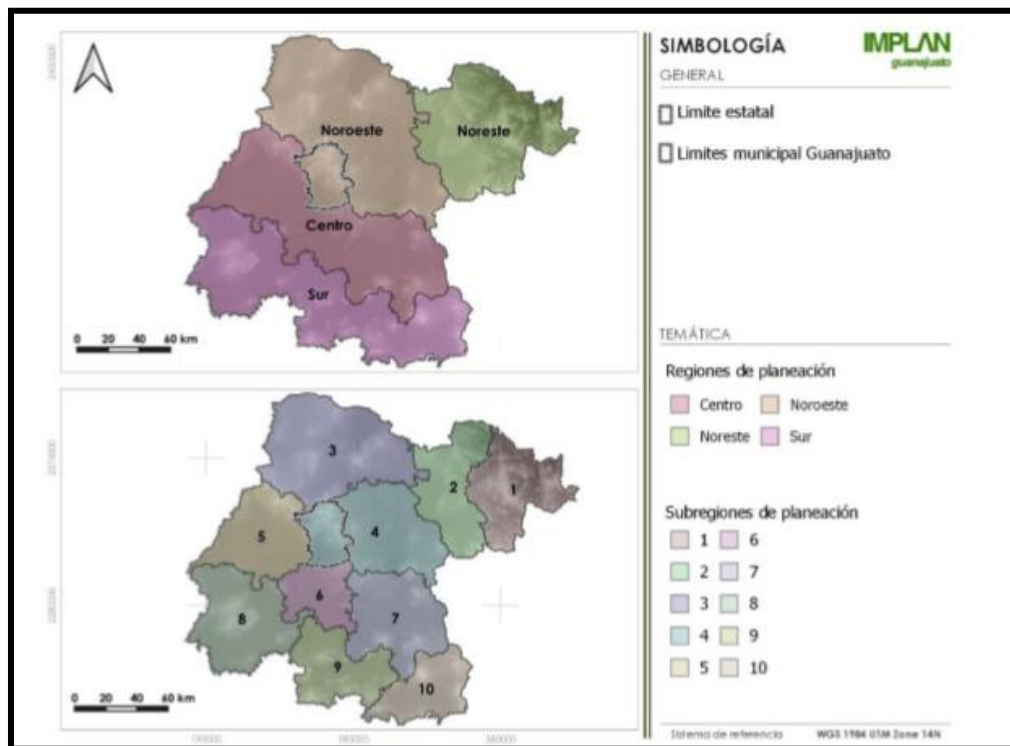 SIMBOLOGÍA
IMPLAN
guanajuato
GENERAL
Limite estatal
Limites municipal Guanajuato
Noroeste
Noreste
Centro
Sur
0 20 40 60 km
TEMÁTICA
Regiones de planeación
Centro
Noroeste
Noreste
Sur
3
2
1
5
4
6
8
7
9
10
0 20 40 60 km
Subregiones de planeación
1 6
2 7
3 8
4 9
5 10
Sistema de referencia WGS 1984 UTM Zone 14N